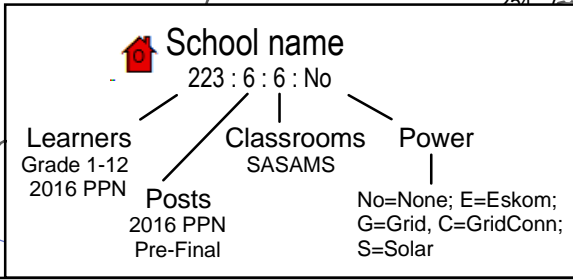 School name
223 : 6 : 6 : No
Learners
Grade 1-12
2016 PPN
Posts
2016 PPN
Pre-Final
Classrooms
SASAMS
Power
No=None; E=Eskom;
G=Grid, C=GridConn;
S=Solar